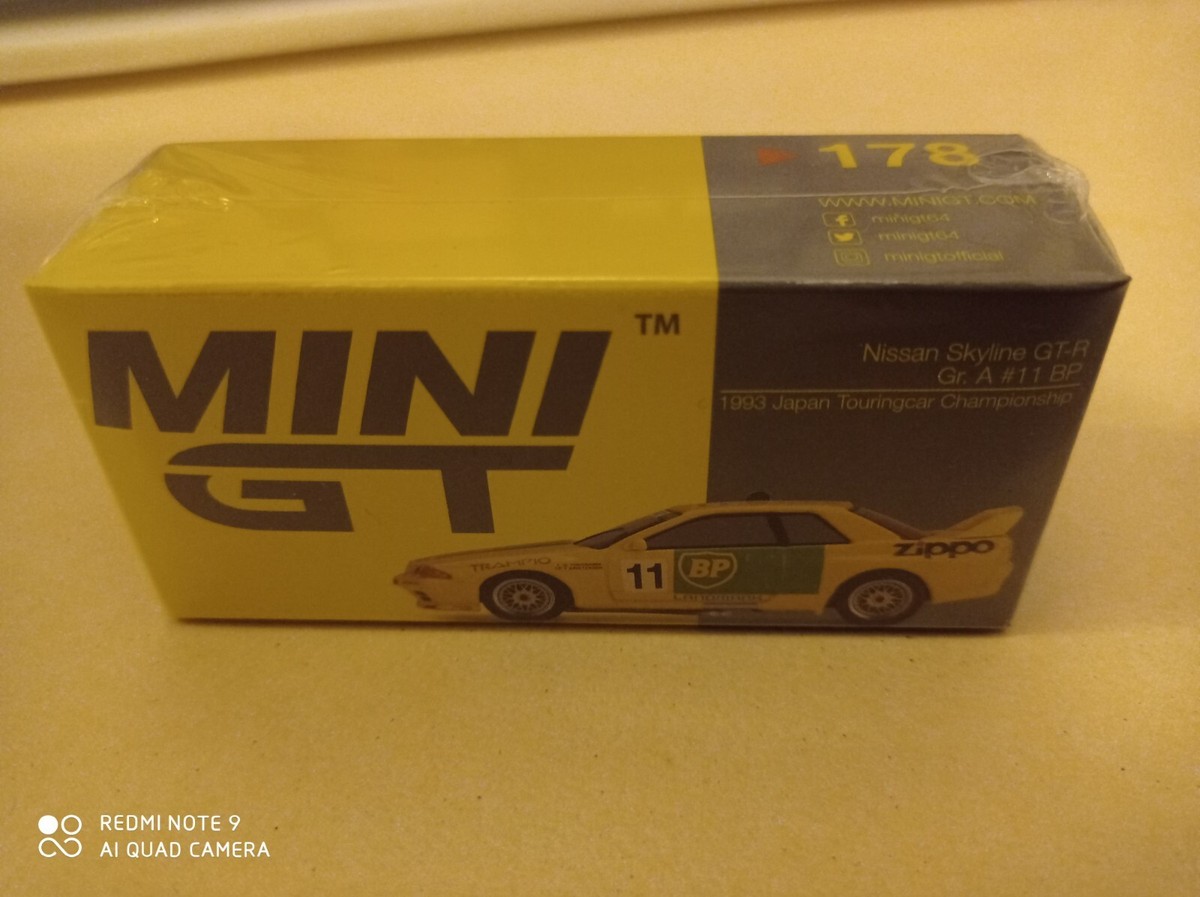 178
WWW.MINIGT.COM
minigt64
minigt64
minigtofficial
MINI
GT
TM
Nissan Skyline GT-R
Gr. A #11 BP
1993 Japan Touringcar Championship
TRAMPIO
11
BP
zippo
REDMI NOTE 9
AI QUAD CAMERA